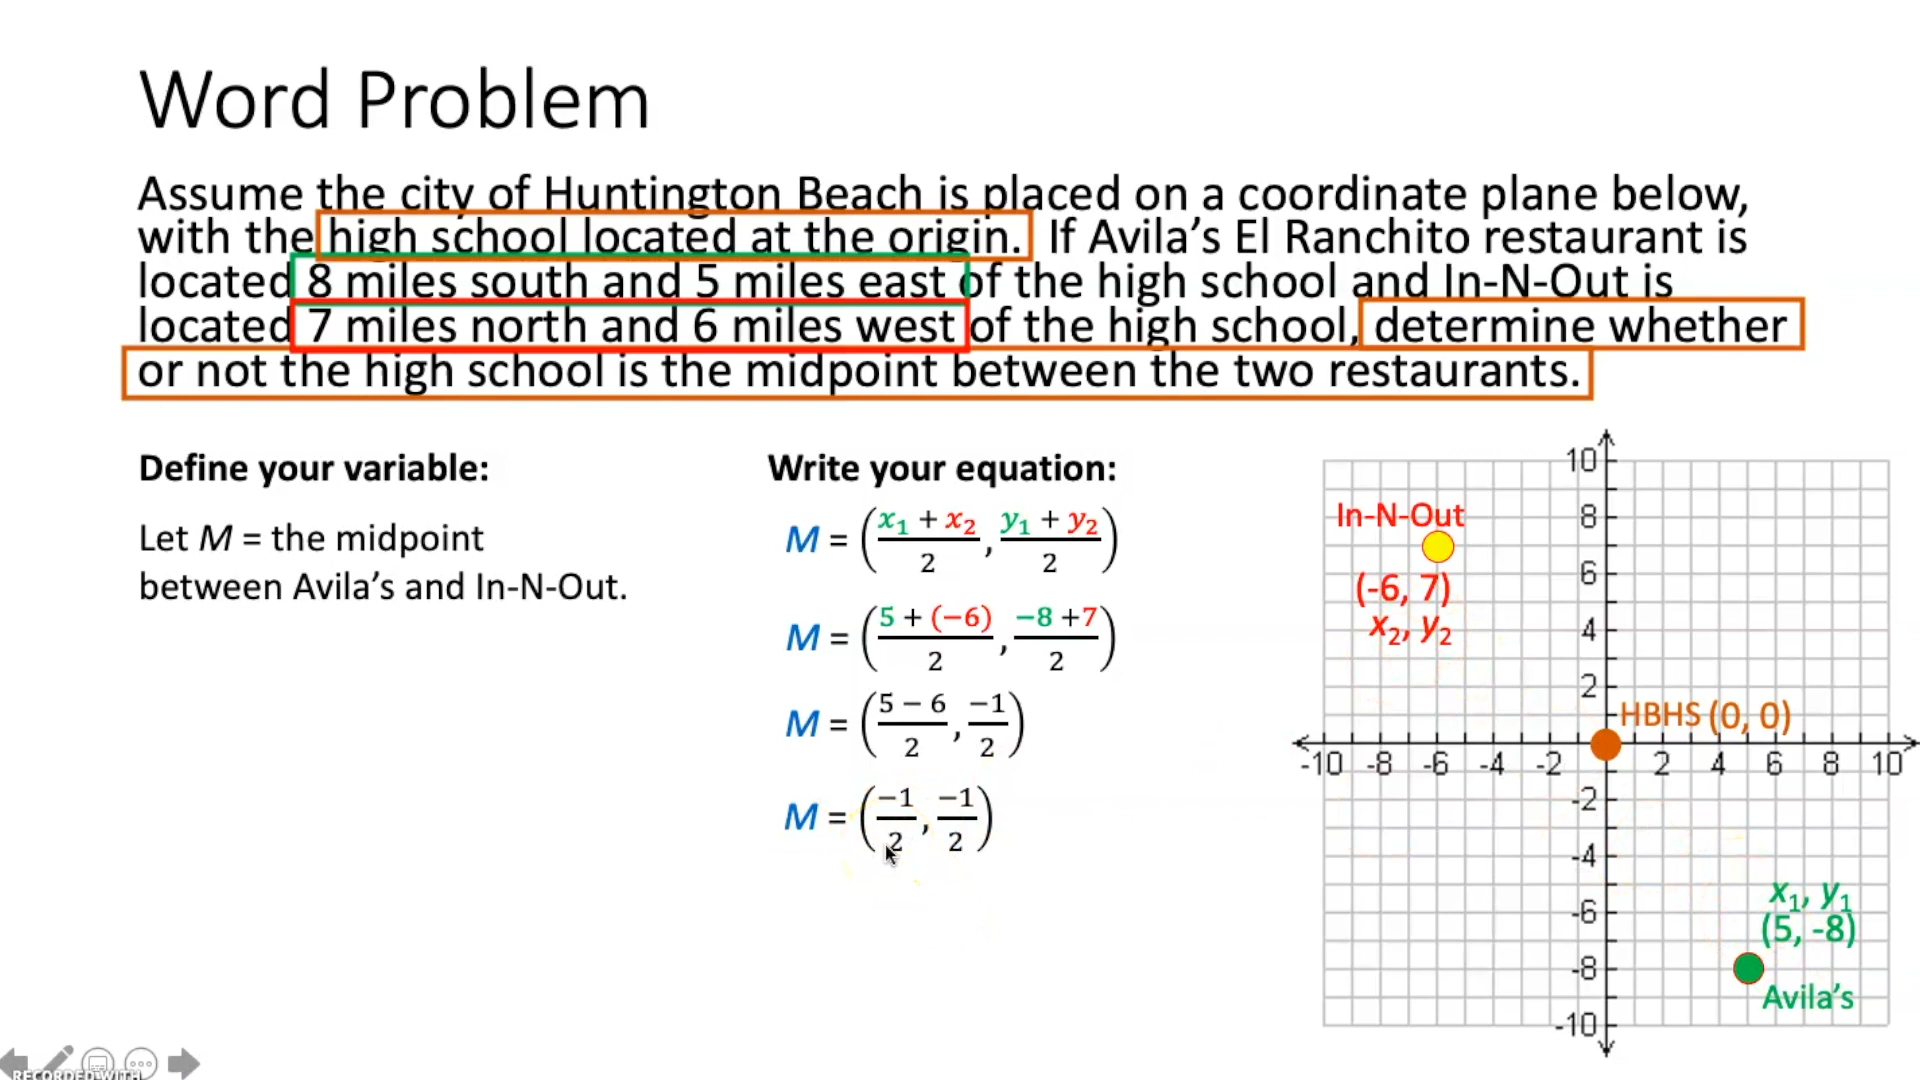 Word Problem
Assume the city of Huntington Beach is placed on a coordinate plane below,
with the high school located at the origin. If Avila's El Ranchito restaurant is
located 8 miles south and 5 miles east of the high school and In-N-Out is
located 7 miles north and 6 miles west of the high school, determine whether
or not the high school is the midpoint between the two restaurants.
Define your variable:
Let M = the midpoint
between Avila's and In-N-Out.
Write your equation:
M = (x₁ + x₂ / 2, y₁ + y₂ / 2)
M = (5 + (−6) / 2, −8 +7 / 2)
M = (5 − 6 / 2, −1 / 2)
M = (−1 / 2, −1 / 2)
10
In-N-Out
8
6
(-6, 7)
x₂, y₂
4
2
HBHS (0, 0)
-10 -8 -6 -4 -2 2 4 6 8 10
-2
-4
x₁, y₁
-6
(5, -8)
-8
Avila's
-10
RECORDED WITH